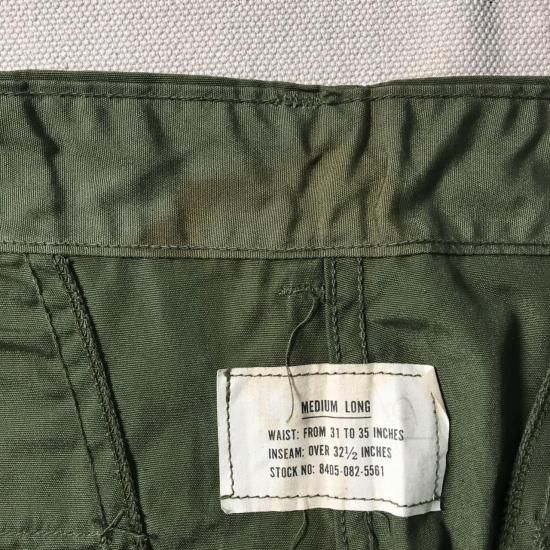 MEDIUM LONG
WAIST: FROM 31 TO 35 INCHES
INSEAM: OVER 32½ INCHES
STOCK NO: 8405-082-5561